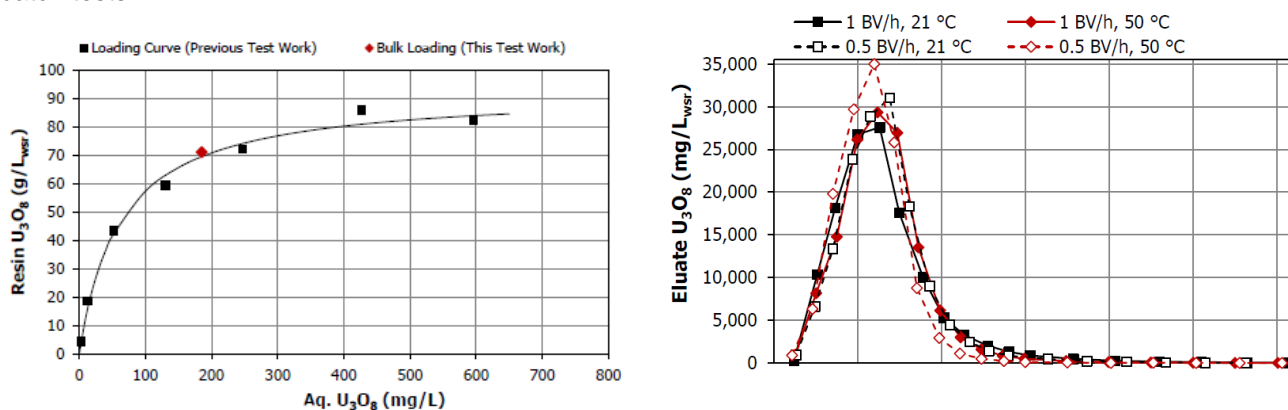 Loading Curve (Previous Test Work) Bulk Loading (This Test Work)
100
90
80
70
60
50
40
30
20
10
0
Resin U₃O₈ (g/Lwsr)
0 100 200 300 400 500 600 700 800
Aq. U₃O₈ (mg/L)
1 BV/h, 21 °C 1 BV/h, 50 °C
0.5 BV/h, 21 °C 0.5 BV/h, 50 °C
35,000
30,000
25,000
20,000
15,000
10,000
5,000
0
Eluate U₃O₈ (mg/Lwsr)